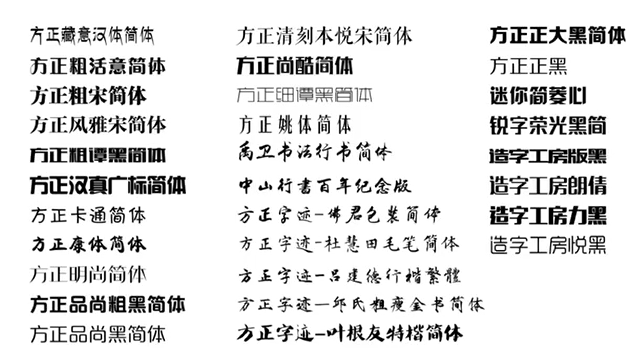 方正藏意汉体简体
方正粗活意简体
方正粗宋简体
方正风雅宋简体
方正粗谭黑简体
方正汉真广标简体
方正卡通简体
方正康体简体
方正明尚简体
方正品尚粗黑简体
方正品尚黑简体
方正清刻本悦宋简体
方正尚酷简体
方正细谭黑简体
方正姚体简体
禹卫书法行书简体
中山行書百年纪念版
方正字迹-佛君包装简体
方正字迹-杜慧田毛笔简体
方正字迹-吕建德行楷繁體
方正字迹—邱氏粗瘦金书简体
方正字迹-叶根友特楷简体
方正正大黑简体
方正正黑
迷你简菱心
锐字荣光黑简
造字工房版黑
造字工房朗倩
造字工房力黑
造字工房悦黑